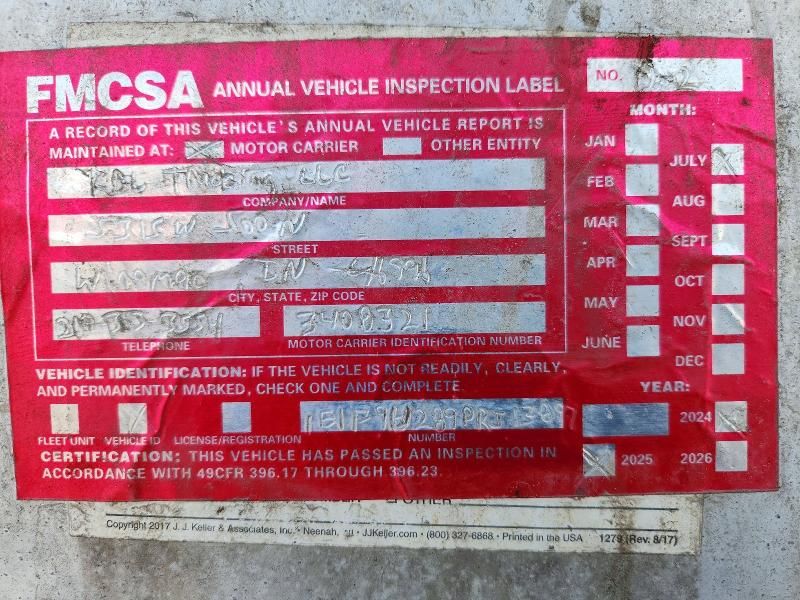 FMCSA ANNUAL VEHICLE INSPECTION LABEL
NO.
A RECORD OF THIS VEHICLE'S ANNUAL VEHICLE REPORT IS
MAINTAINED AT: X MOTOR CARRIER OTHER ENTITY
LLC
COMPANY/NAME
STREET
IN
CITY, STATE, ZIP CODE
3408321
TELEPHONE MOTOR CARRIER IDENTIFICATION NUMBER
VEHICLE IDENTIFICATION: IF THE VEHICLE IS NOT READILY, CLEARLY,
AND PERMANENTLY MARKED, CHECK ONE AND COMPLETE.
FLEET UNIT VEHICLE ID LICENSE/REGISTRATION NUMBER
CERTIFICATION: THIS VEHICLE HAS PASSED AN INSPECTION IN
ACCORDANCE WITH 49CFR 396.17 THROUGH 396.23.
MONTH:
JAN
FEB
MAR
APR
MAY
JUNE
JULY X
AUG
SEPT
OCT
NOV
DEC
YEAR:
2024
2025 2026
OTHER
Copyright 2017 J. J. Keller & Associates, Inc. • Neenah, WI • JJKeller.com • (800) 327-6868 • Printed in the USA 1279 (Rev. 8/17)